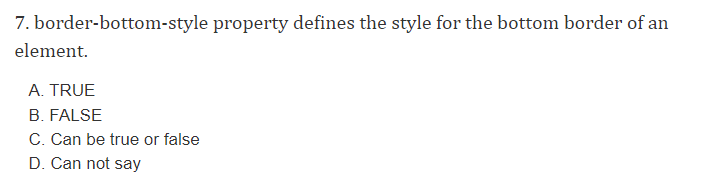 7. border-bottom-style property defines the style for the bottom border of an
element.
A. TRUE
B. FALSE
C. Can be true or false
D. Can not say